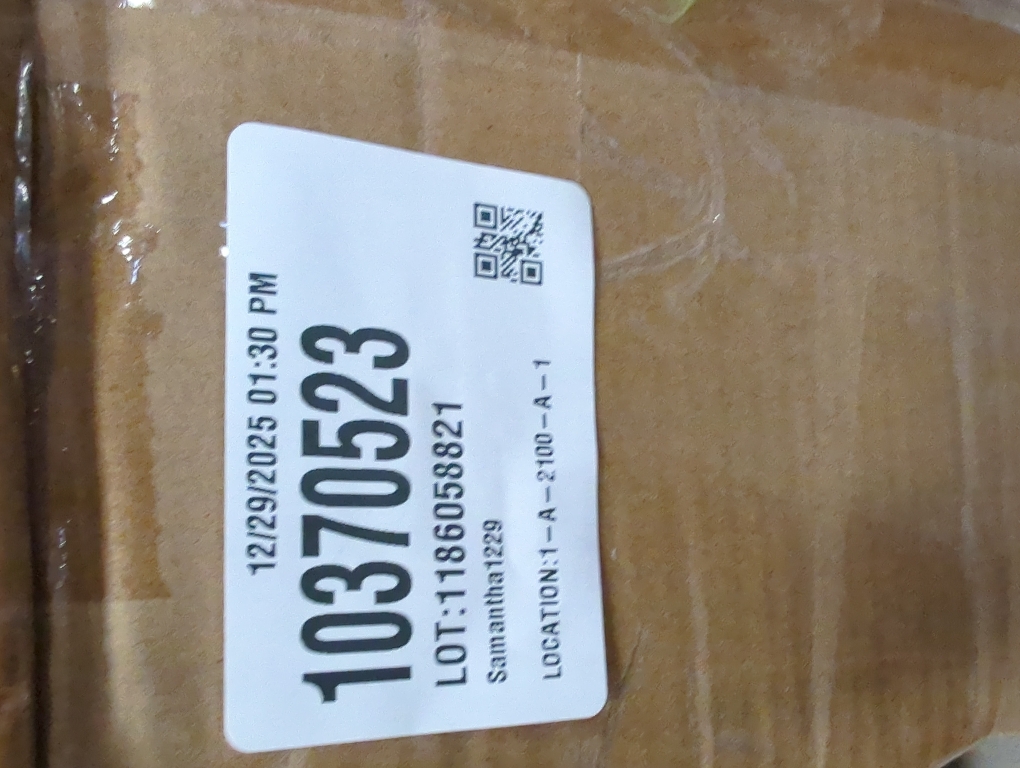 12/29/2025 01:30 PM
10370523
LOT:1186058821
Samantha1229
LOCATION:1-A-2100-A-1